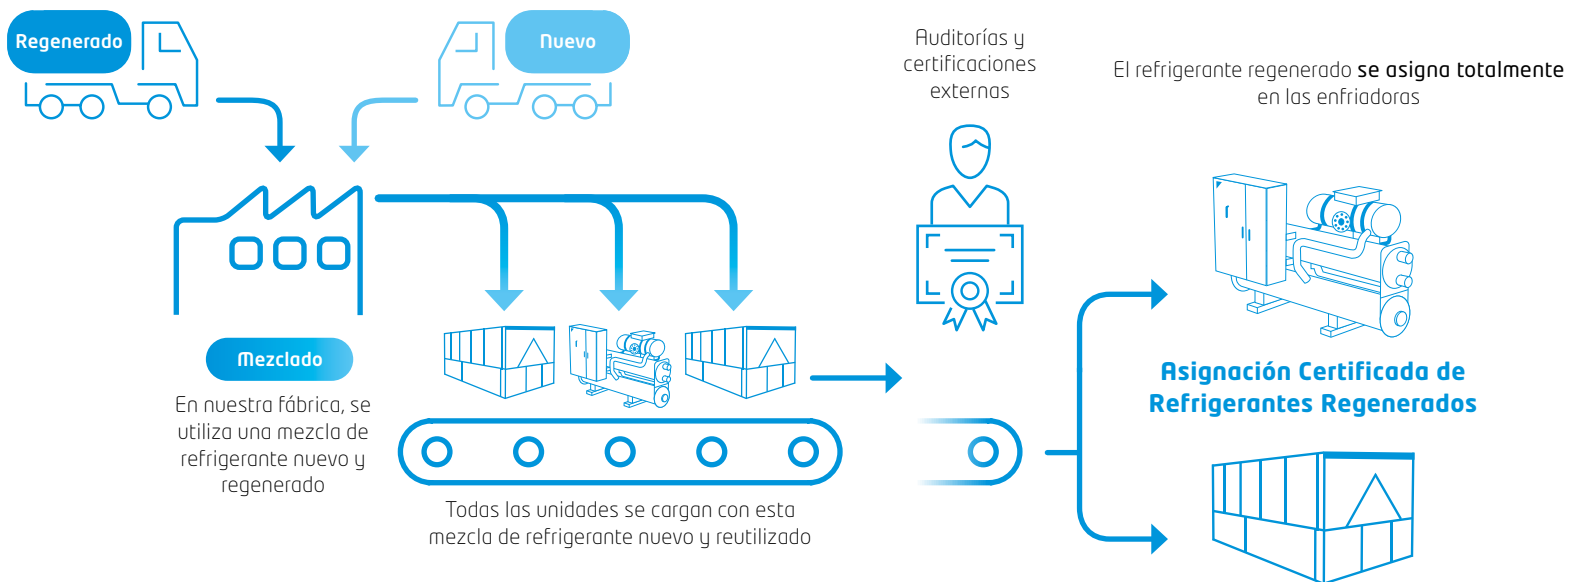 Regenerado
Nuevo
Auditorías y
certificaciones
externas
El refrigerante regenerado se asigna totalmente
en las enfriadoras
Mezclado
En nuestra fábrica, se
utiliza una mezcla de
refrigerante nuevo y
regenerado
Todas las unidades se cargan con esta
mezcla de refrigerante nuevo y reutilizado
Asignación Certificada de
Refrigerantes Regenerados